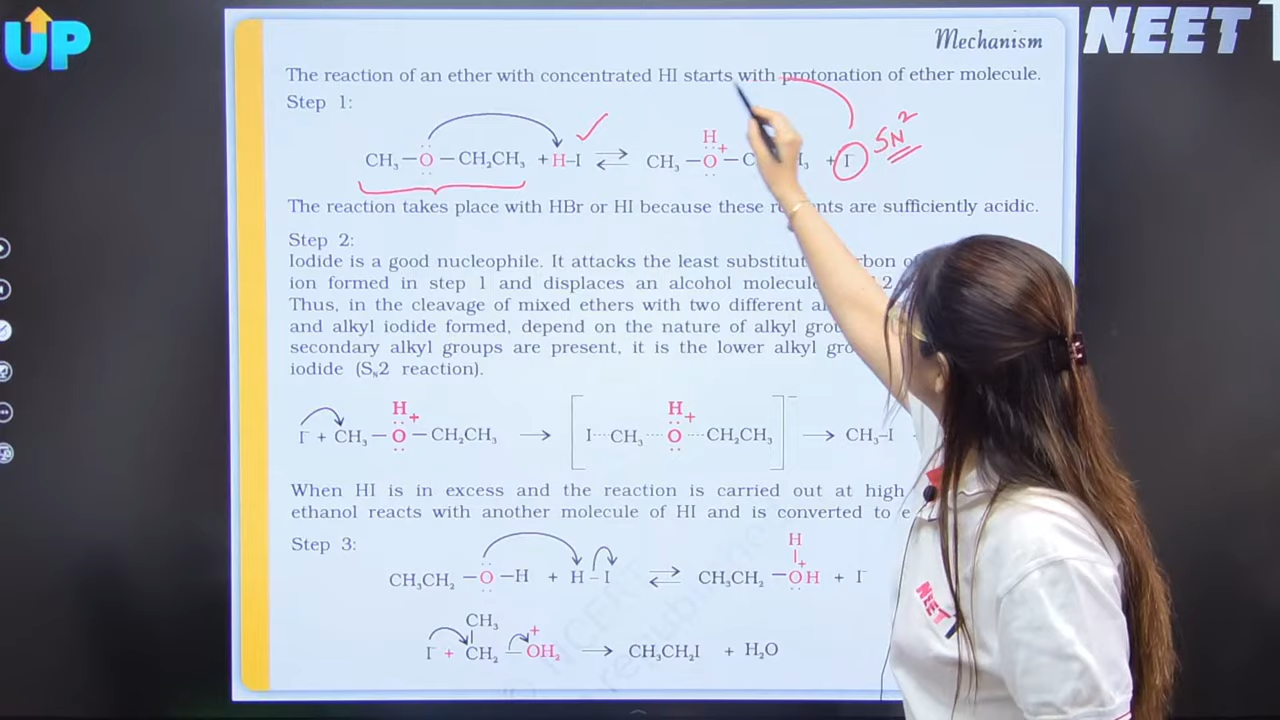 UP
NEET
Mechanism
The reaction of an ether with concentrated HI starts with protonation of ether molecule.
Step 1:
H
CH₃ – O – CH₂CH₃ + H–I ⇌ CH₃ – O⁺ – C H₃ + I⁻ SN²
The reaction takes place with HBr or HI because these are sufficiently acidic.
Step 2:
Iodide is a good nucleophile. It attacks the least
ion formed in step 1 and displaces an alcohol
Thus, in the cleavage of mixed ethers with two different
and alkyl iodide formed, depend on the nature of alkyl
secondary alkyl groups are present, it is the lower alkyl
iodide (SN2 reaction).
H H
I⁻ + CH₃ – O⁺ – CH₂CH₃ → [I---CH₃----O⁺----CH₂CH₃]⁻ → CH₃–I
When HI is in excess and the reaction is carried out at high
ethanol reacts with another molecule of HI and is converted to
Step 3:
H
CH₃CH₂ – O – H + H – I ⇌ CH₃CH₂ – O⁺H + I⁻
CH₃
I⁻ + CH₂ – O⁺H₂ → CH₃CH₂I + H₂O
NEET